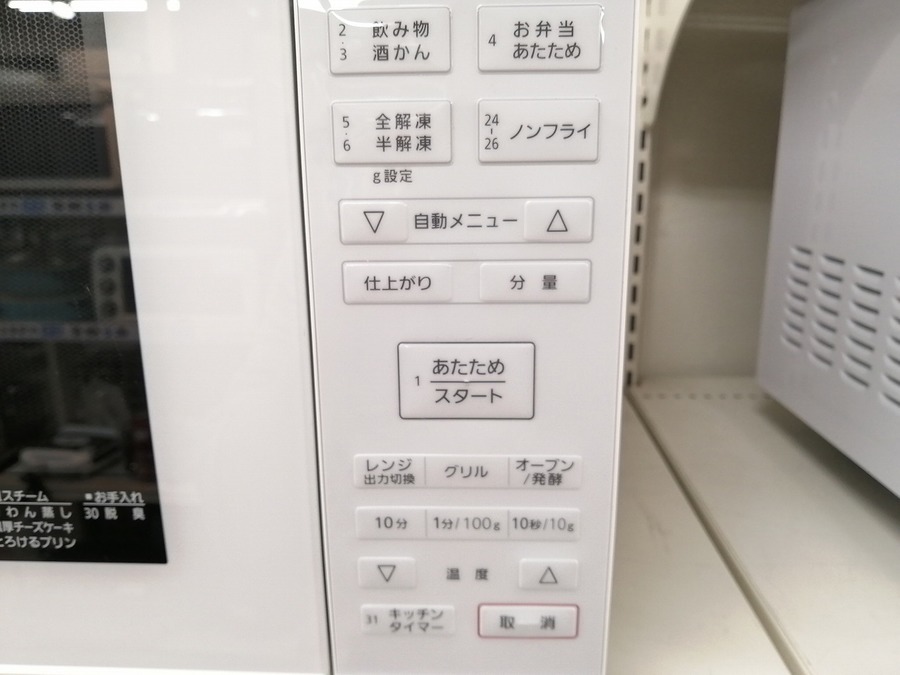 2・3 飲み物
酒かん
4 お弁当
あたため
5・6 全解凍
半解凍
24-26 ノンフライ
g設定
▽ 自動メニュー △
仕上がり 分量
1 あたため
スタート
レンジ
出力切換
グリル
オーブン
/発酵
10分 1分/100g 10秒/10g
▽ 温度 △
31 キッチン
タイマー
取消
スチーム
わん蒸し
厚チーズケーキ
とろけるプリン
■お手入れ
30 脱臭